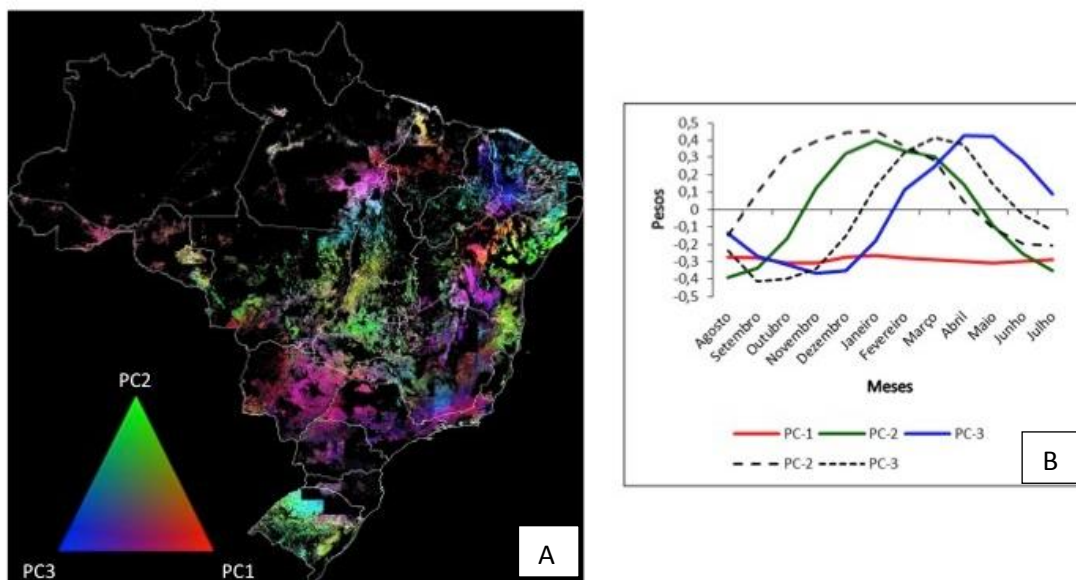 PC2
PC3
PC1
A
0,5
0,4
0,3
0,2
0,1
0
-0,1
-0,2
-0,3
-0,4
-0,5
Pesos
Agosto
Setembro
Outubro
Novembro
Dezembro
Janeiro
Fevereiro
Março
Abril
Maio
Junho
Julho
Meses
PC-1 PC-2 PC-3
PC-2 PC-3
B